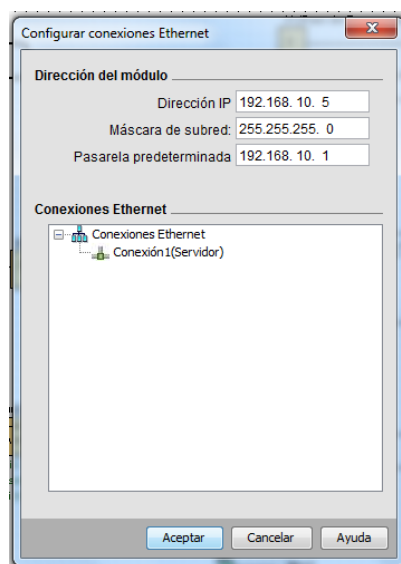 Configurar conexiones Ethernet
Dirección del módulo
Dirección IP 192.168. 10. 5
Máscara de subred: 255.255.255. 0
Pasarela predeterminada 192.168. 10. 1
Conexiones Ethernet
Conexiones Ethernet
Conexión1(Servidor)
Aceptar Cancelar Ayuda